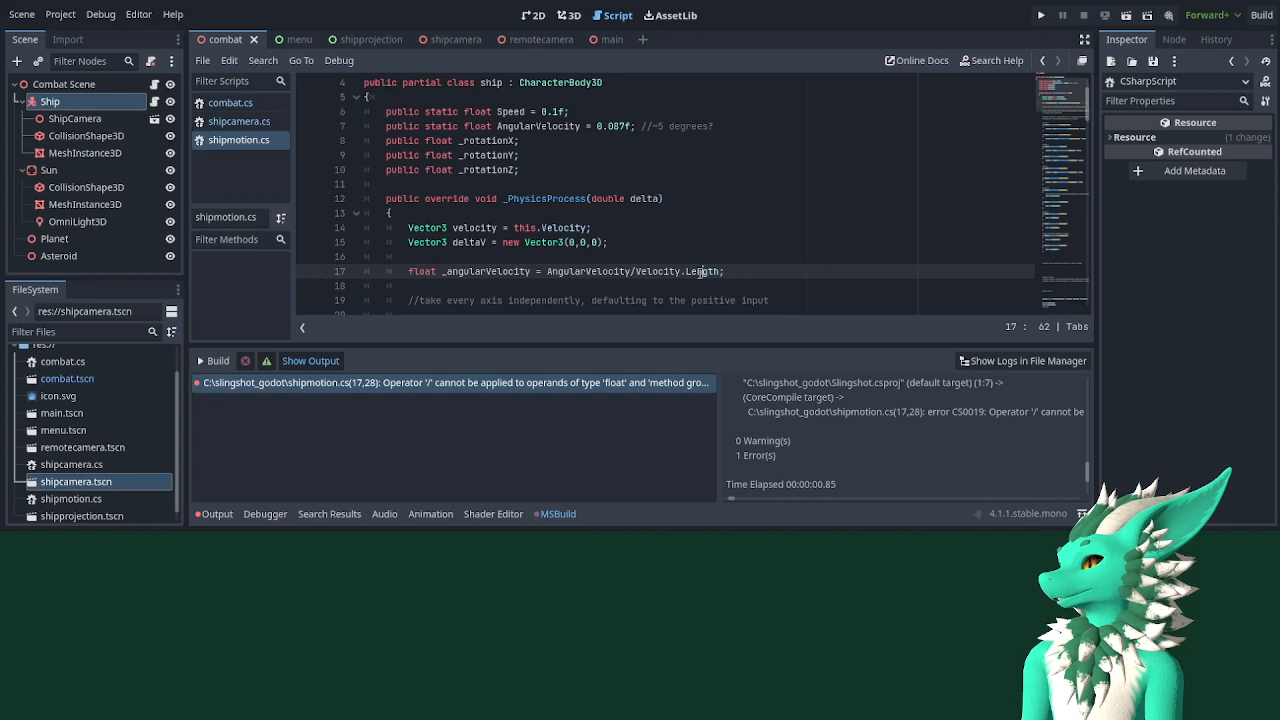 Scene Project Debug Editor Help
2D 3D Script AssetLib
Forward+ Build
Scene Import
Filter Nodes
Combat Scene
Ship
ShipCamera
CollisionShape3D
MeshInstance3D
Sun
CollisionShape3D
MeshInstance3D
OmniLight3D
Planet
Asteroid
FileSystem
res://shipcamera.tscn
Filter Files
res://
combat.cs
combat.tscn
icon.svg
main.tscn
menu.tscn
remotecamera.tscn
shipcamera.cs
shipcamera.tscn
shipmotion.cs
shipprojection.tscn
combat menu shipprojection shipcamera remotecamera main
File Edit Search Go To Debug
Online Docs Search Help
Filter Scripts
combat.cs
shipcamera.cs
shipmotion.cs
shipmotion.cs
Filter Methods
4 public partial class ship : CharacterBody3D
{
public static float Speed = 0.1f;
7 public static float AngularVelocity = 0.087f; //~5 degrees?
8 public float _rotationX;
public float _rotationY;
10 public float _rotationZ;
11
public override void _PhysicsProcess(double delta)
13 {
Vector3 velocity = this.Velocity;
Vector3 deltaV = new Vector3(0,0,0);
17 float _angularVelocity = AngularVelocity/Velocity.Length;
18
19 //take every axis independently, defaulting to the positive input
20
17 : 62 | Tabs
Build Show Output
Show Logs in File Manager
C:\slingshot_godot\shipmotion.cs(17,28): Operator '/' cannot be applied to operands of type 'float' and 'method gro...
"C:\slingshot_godot\Slingshot.csproj" (default target) (1:7) ->
(CoreCompile target) ->
C:\slingshot_godot\shipmotion.cs(17,28): error CS0019: Operator '/' cannot be
0 Warning(s)
1 Error(s)
Time Elapsed 00:00:00.85
Output Debugger Search Results Audio Animation Shader Editor MSBuild
4.1.1.stable.mono
Inspector Node History
CSharpScript
Filter Properties
Resource
Resource (1 change)
RefCounted
Add Metadata